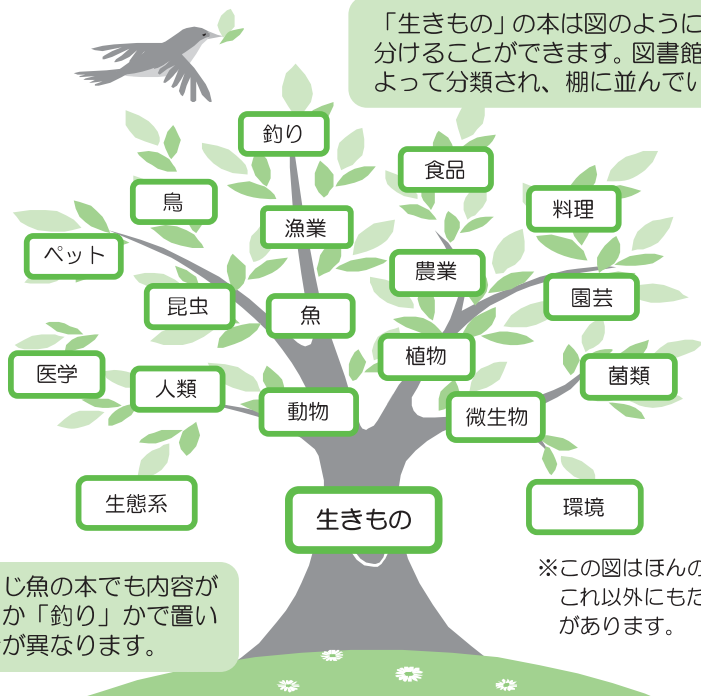 「生きもの」の本は図のように
分けることができます。図書館
よって分類され、棚に並んでい
釣り
食品
鳥
料理
漁業
ペット
農業
園芸
昆虫
魚
植物
医学
人類
菌類
動物
微生物
生態系
生きもの
環境
じ魚の本でも内容が
か「釣り」かで置い
が異なります。
※この図はほんの
これ以外にもた
があります。